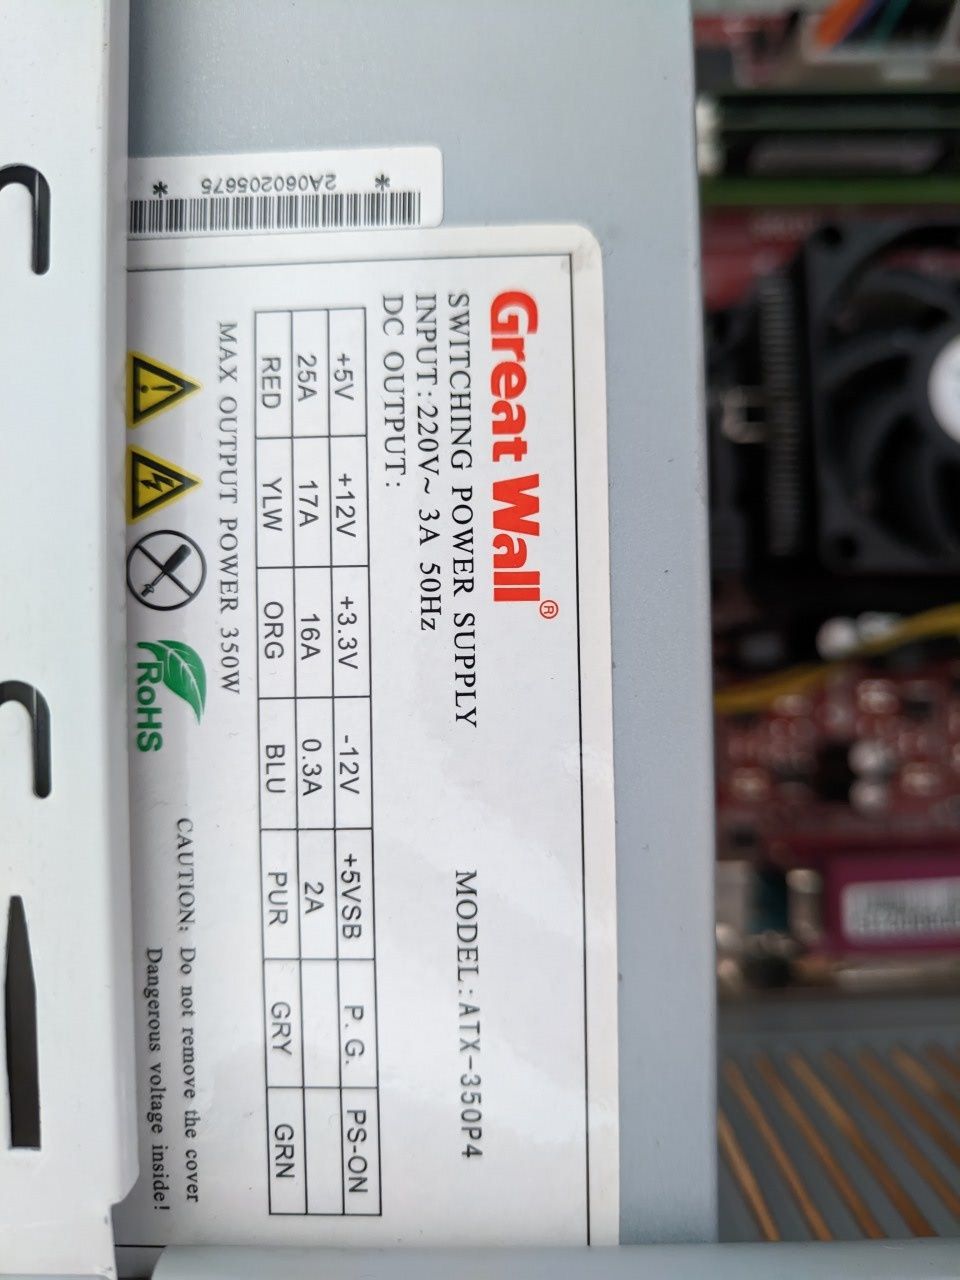 *2A060205675*
Great Wall®
SWITCHING POWER SUPPLY MODEL: ATX-350P4
INPUT: 220V~ 3A 50Hz
DC OUTPUT:
+5V +12V +3.3V -12V +5VSB P.G. PS-ON
25A 17A 16A 0.3A 2A
RED YLW ORG BLU PUR GRY GRN
MAX OUTPUT POWER 350W
CAUTION: Do not remove the cover
Dangerous voltage inside!
RoHS